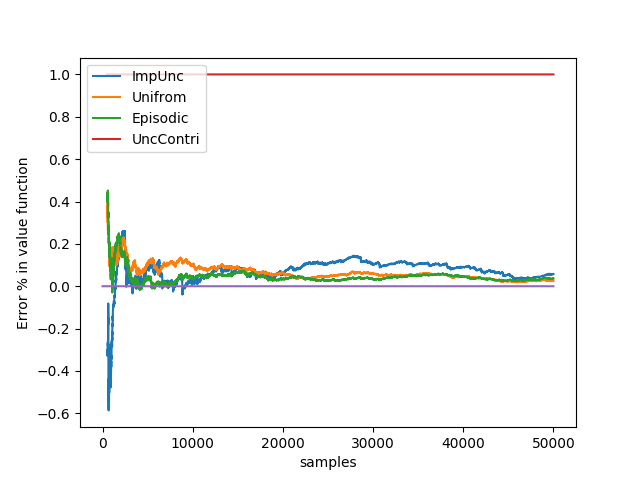 ImpUnc
Unifrom
Episodic
UncContri
1.0
0.8
0.6
0.4
0.2
0.0
−0.2
−0.4
−0.6
Error % in value function
0
10000
20000
30000
40000
50000
samples